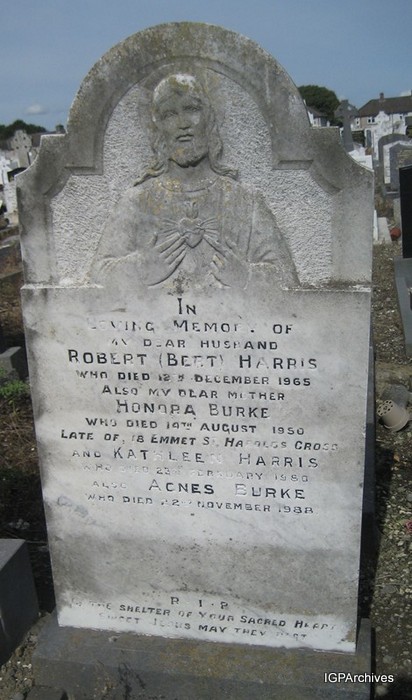 In
Loving Memory of
My Dear Husband
Robert (Bert) Harris
who died 12th December 1965
Also my dear mother
Honora Burke
who died 14th August 1950
Late of, 18 Emmet St Harolds Cross
and Kathleen Harris
who died February 1980
also Agnes Burke
who died 22nd November 1988
R.I.P.
In the shelter of your Sacred Heart
Sweet Jesus may they rest
IGPArchives